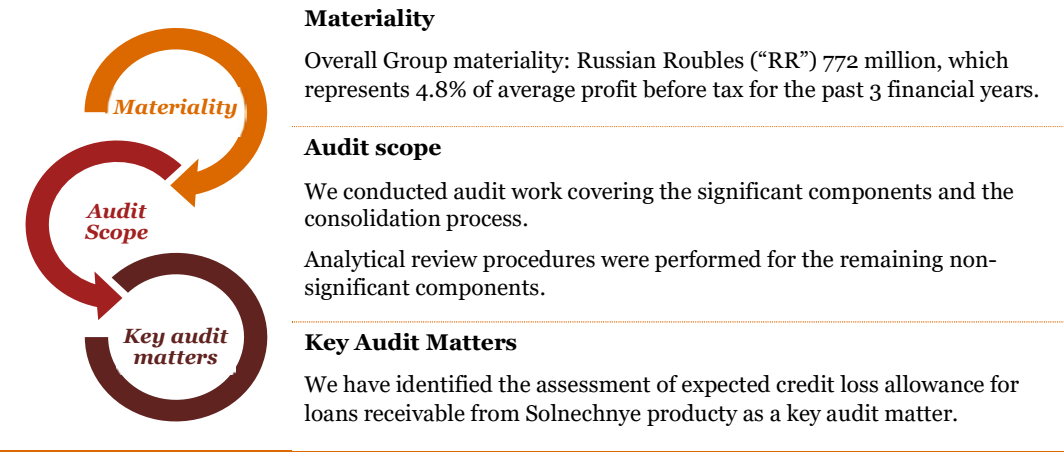 Materiality
Audit
Scope
Key audit
matters
Materiality
Overall Group materiality: Russian Roubles (“RR”) 772 million, which
represents 4.8% of average profit before tax for the past 3 financial years.
Audit scope
We conducted audit work covering the significant components and the
consolidation process.
Analytical review procedures were performed for the remaining non-
significant components.
Key Audit Matters
We have identified the assessment of expected credit loss allowance for
loans receivable from Solnechnye producty as a key audit matter.